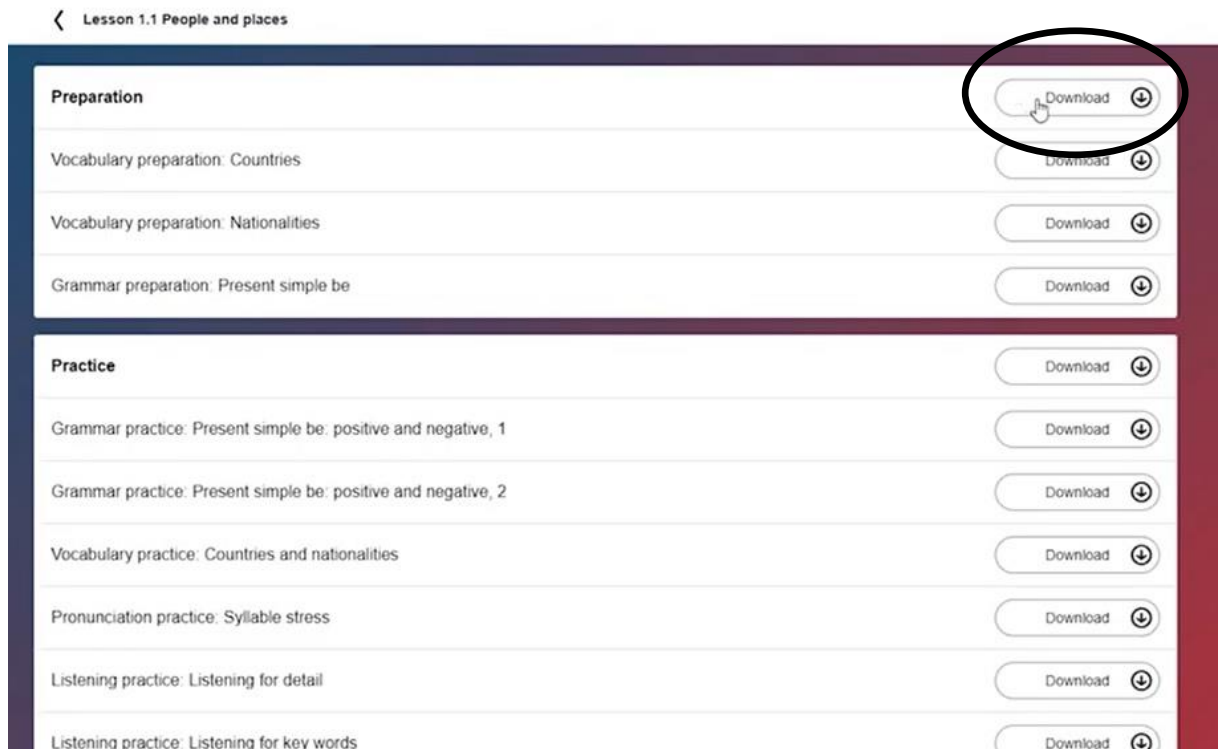 Lesson 1.1 People and places
Preparation Download
Vocabulary preparation: Countries Download
Vocabulary preparation: Nationalities Download
Grammar preparation: Present simple be Download
Practice Download
Grammar practice: Present simple be: positive and negative, 1 Download
Grammar practice: Present simple be: positive and negative, 2 Download
Vocabulary practice: Countries and nationalities Download
Pronunciation practice: Syllable stress Download
Listening practice: Listening for detail Download
Listening practice: Listening for key words Download